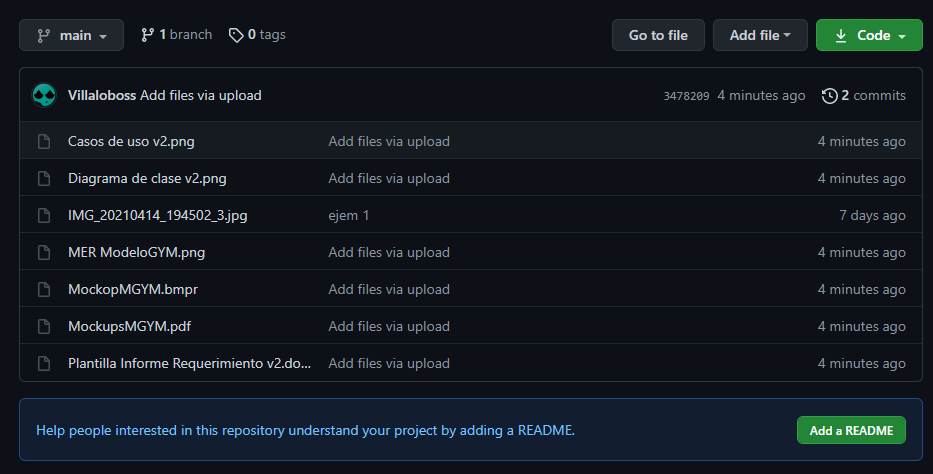 main 1 branch 0 tags Go to file Add file Code
Villaloboss Add files via upload 3478209 4 minutes ago 2 commits
Casos de uso v2.png Add files via upload 4 minutes ago
Diagrama de clase v2.png Add files via upload 4 minutes ago
IMG_20210414_194502_3.jpg ejem 1 7 days ago
MER ModeloGYM.png Add files via upload 4 minutes ago
MockopMGYM.bmpr Add files via upload 4 minutes ago
MockupsMGYM.pdf Add files via upload 4 minutes ago
Plantilla Informe Requerimiento v2.do... Add files via upload 4 minutes ago
Help people interested in this repository understand your project by adding a README. Add a README